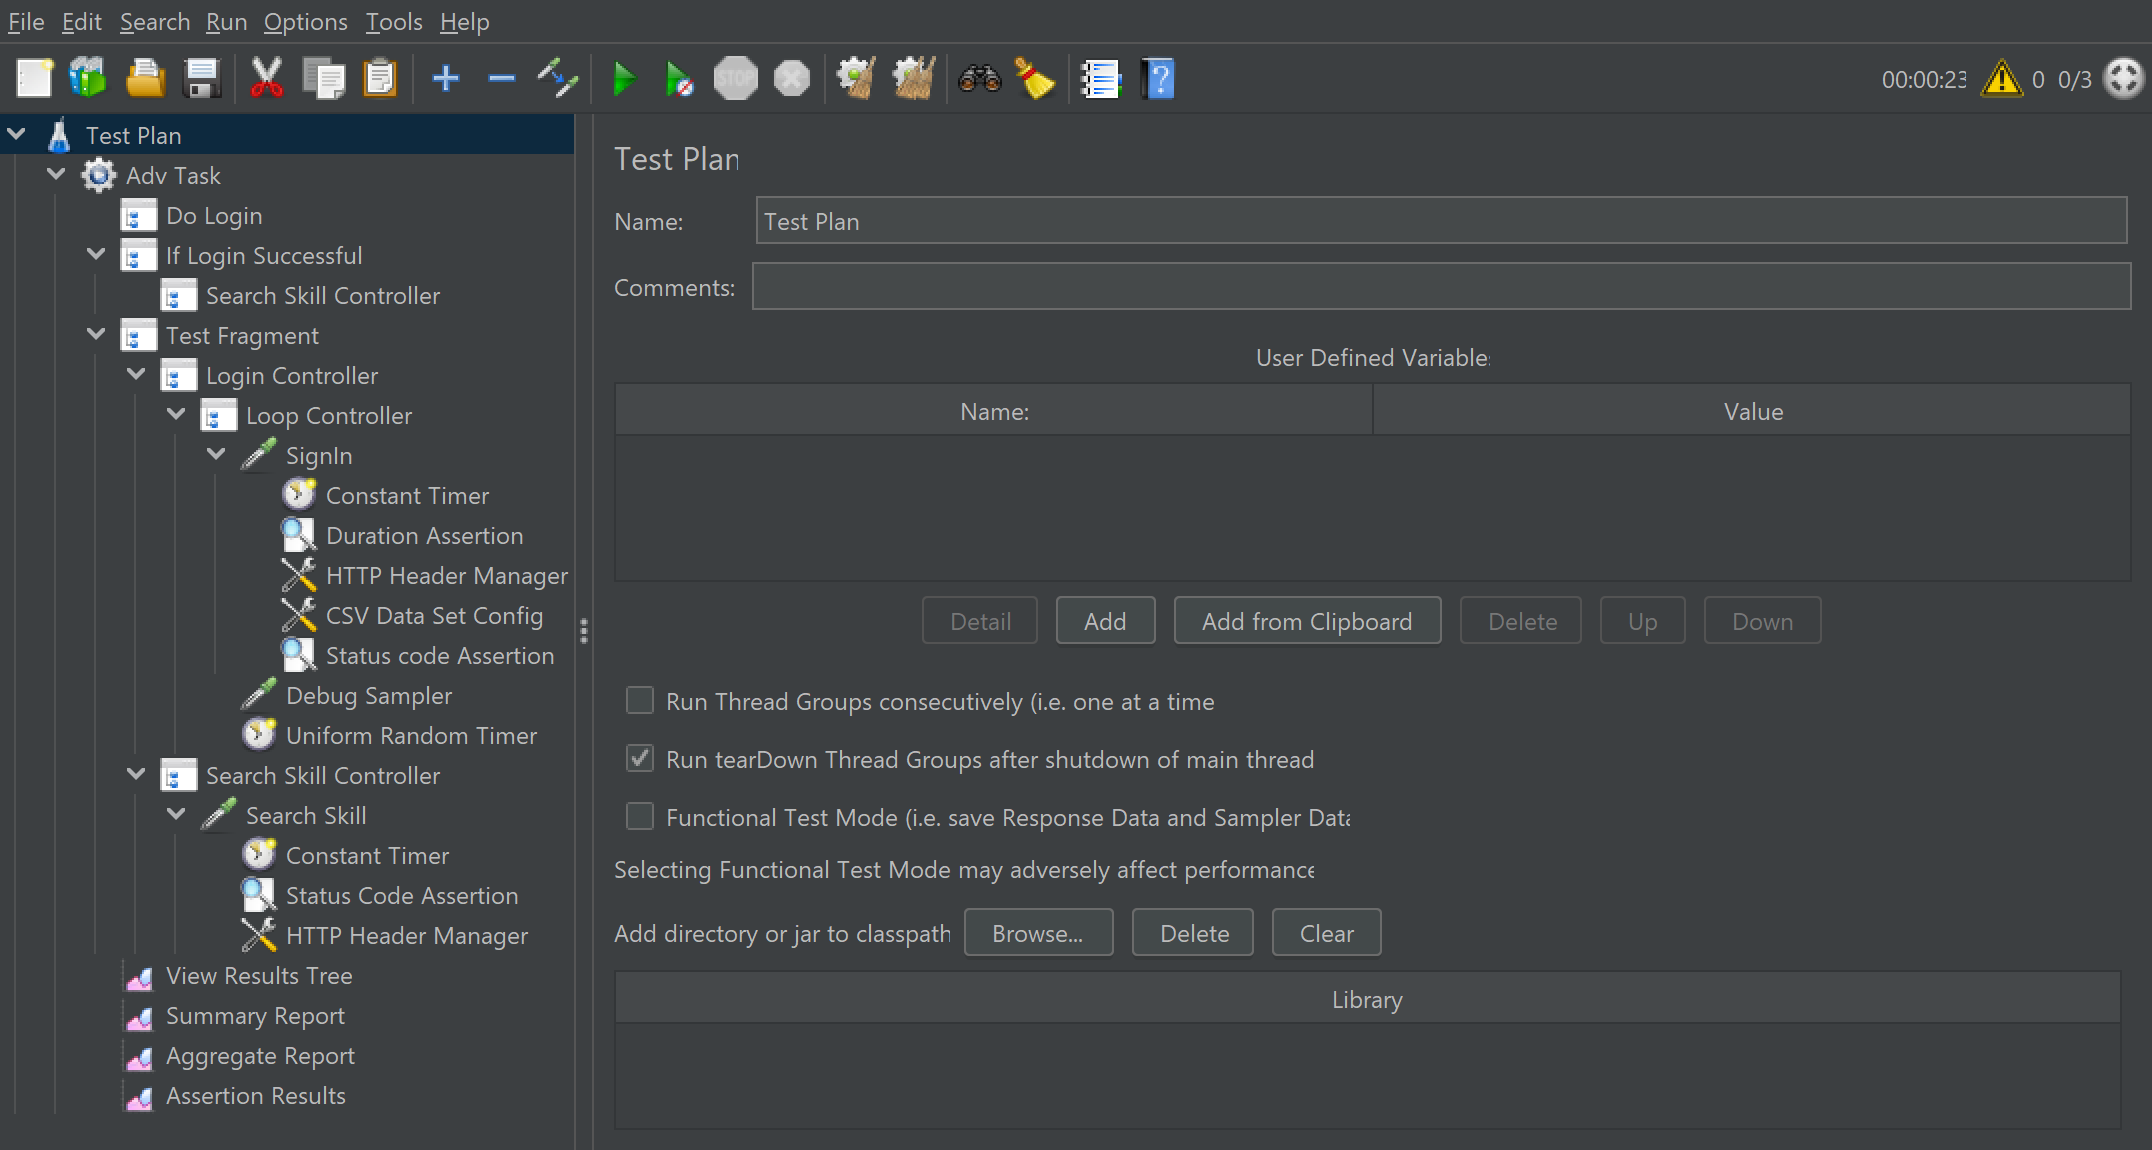 File Edit Search Run Options Tools Help
STOP ? 00:00:23 0 0/3
Test Plan
Adv Task
Do Login
If Login Successful
Search Skill Controller
Test Fragment
Login Controller
Loop Controller
SignIn
Constant Timer
Duration Assertion
HTTP Header Manager
CSV Data Set Config
Status code Assertion
Debug Sampler
Uniform Random Timer
Search Skill Controller
Search Skill
Constant Timer
Status Code Assertion
HTTP Header Manager
View Results Tree
Summary Report
Aggregate Report
Assertion Results
Test Plan
Name: Test Plan
Comments:
User Defined Variable
Name: Value
Detail Add Add from Clipboard Delete Up Down
Run Thread Groups consecutively (i.e. one at a time
Run tearDown Thread Groups after shutdown of main thread
Functional Test Mode (i.e. save Response Data and Sampler Data
Selecting Functional Test Mode may adversely affect performance
Add directory or jar to classpath Browse... Delete Clear
Library